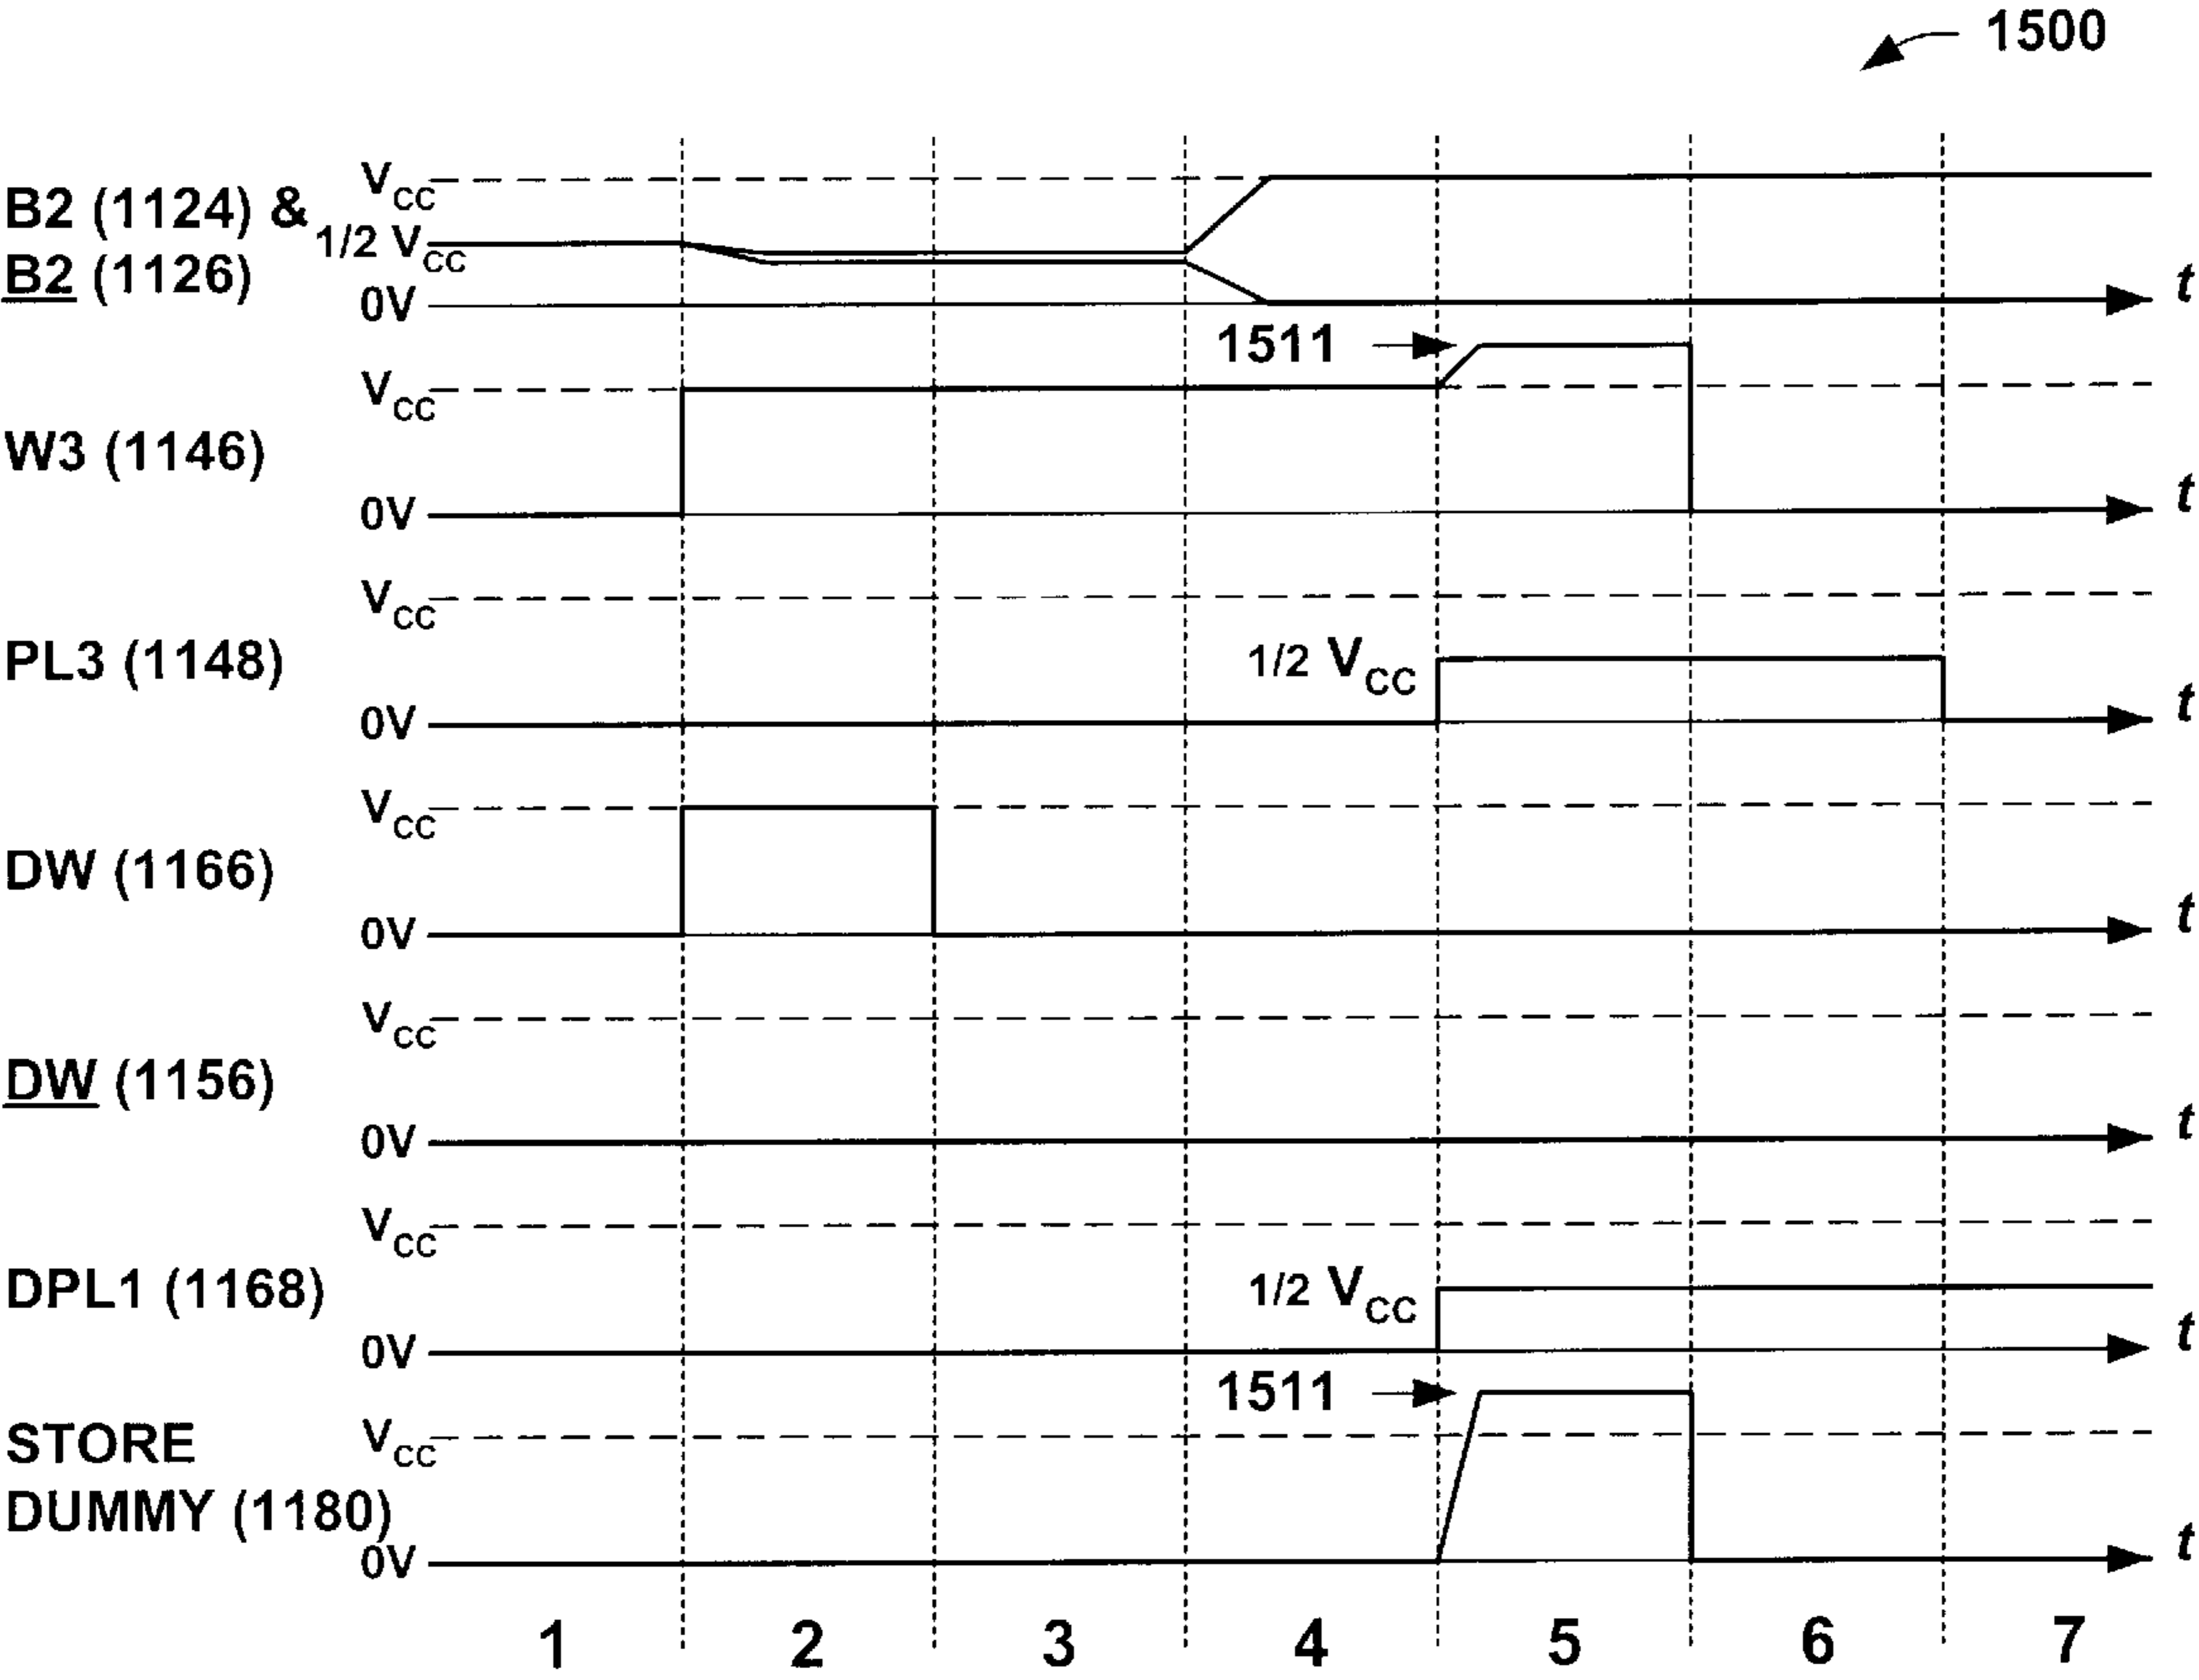 1500
B2 (1124) &
B2 (1126)
VCC
1/2 VCC
0V
t
1511
W3 (1146)
VCC
0V
t
PL3 (1148)
VCC
1/2 VCC
0V
t
DW (1166)
VCC
0V
t
DW (1156)
VCC
0V
t
DPL1 (1168)
VCC
1/2 VCC
0V
t
1511
STORE
DUMMY (1180)
VCC
0V
t
1 2 3 4 5 6 7